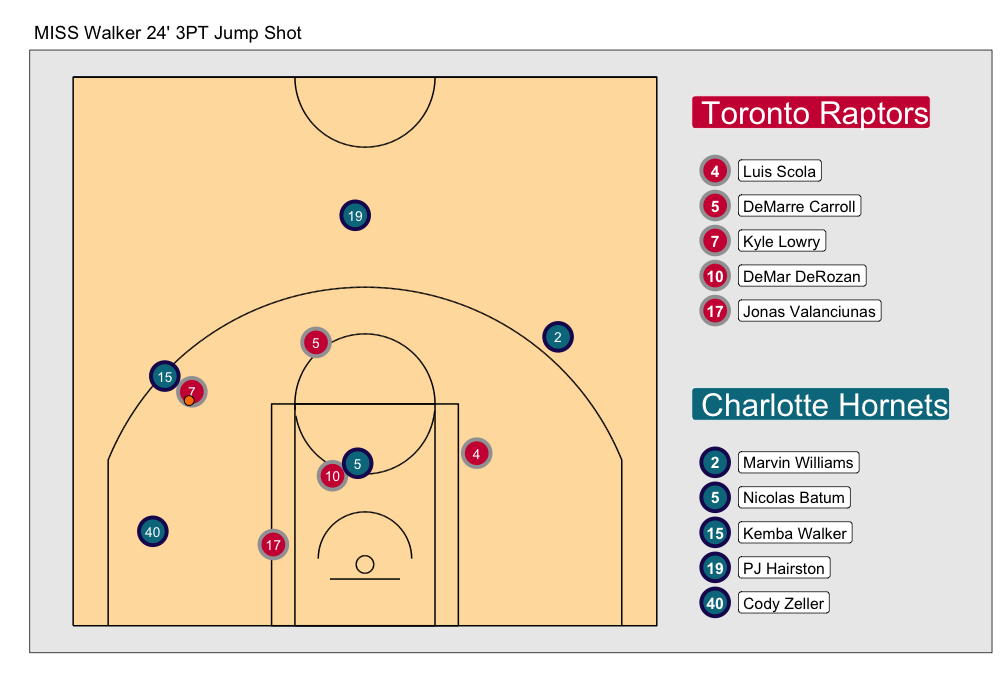 MISS Walker 24' 3PT Jump Shot
Toronto Raptors
4 Luis Scola
5 DeMarre Carroll
7 Kyle Lowry
10 DeMar DeRozan
17 Jonas Valanciunas
Charlotte Hornets
2 Marvin Williams
5 Nicolas Batum
15 Kemba Walker
19 PJ Hairston
40 Cody Zeller
19
2
5
15
7
4
5
10
40
17